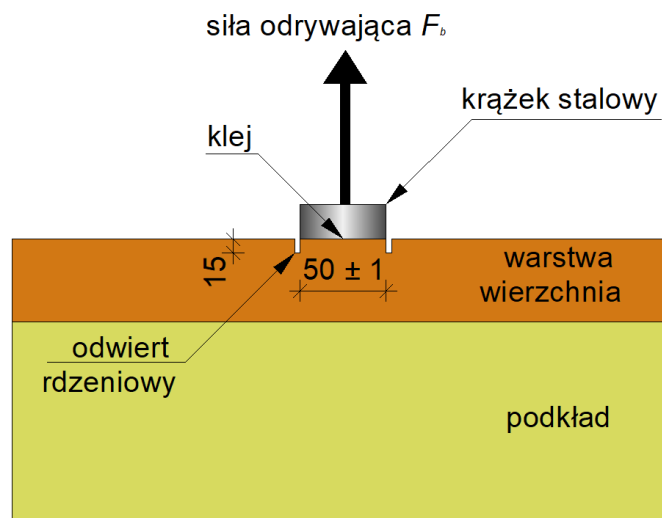 siła odrywająca Fb
krążek stalowy
klej
15
50 ± 1
warstwa
wierzchnia
odwiert
rdzeniowy
podkład